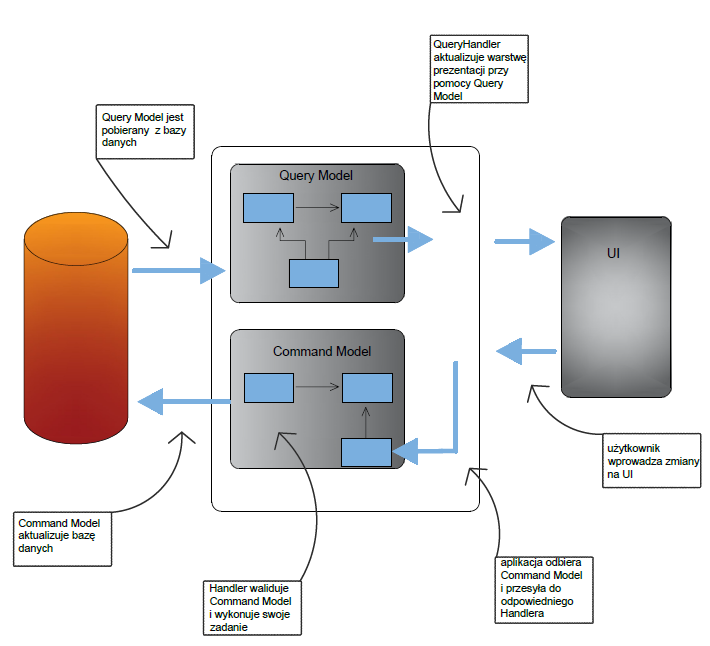 QueryHandler
aktualizuje warstwę
prezentacji przy
pomocy Query
Model
Query Model jest
pobierany z bazy
danych
Query Model
UI
Command Model
użytkownik
wprowadza zmiany
na UI
Command Model
aktualizuje bazę
danych
Handler waliduje
Command Model
i wykonuje swoje
zadanie
aplikacja odbiera
Command Model
i przesyła do
odpowiedniego
Handlera